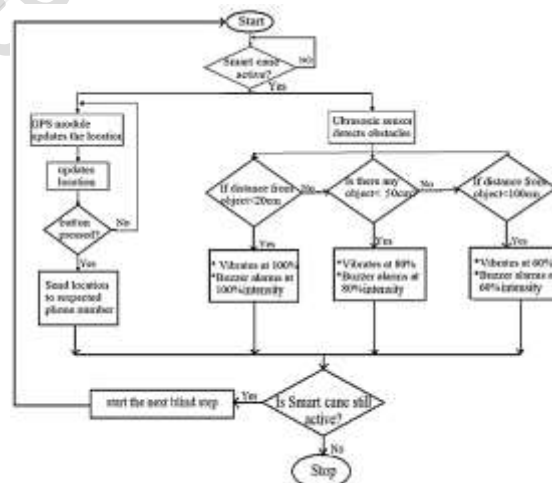 Start
Smart cane
active?
NO
Yes
GPS module
updates the location
updates
location
button
pressed?
No
Yes
Send location
to suspected
phone number
Ultrasosic sensor
detects obstacles
If distance from
object<20cm
No
Is there any
object< 50cm
No
If distance from
object<100cm
Yes
* Vibrates at 100%
*Buzzer alarms at
100%intensity
Yes
*Vibrates at 80%
*Buzzer alarms at
80%intensity
Yes
*Vibrates at 60%
*Buzzer alarms at
60%intensity
start the next blind step
Yes
Is Smart cane still
active?
No
Stop